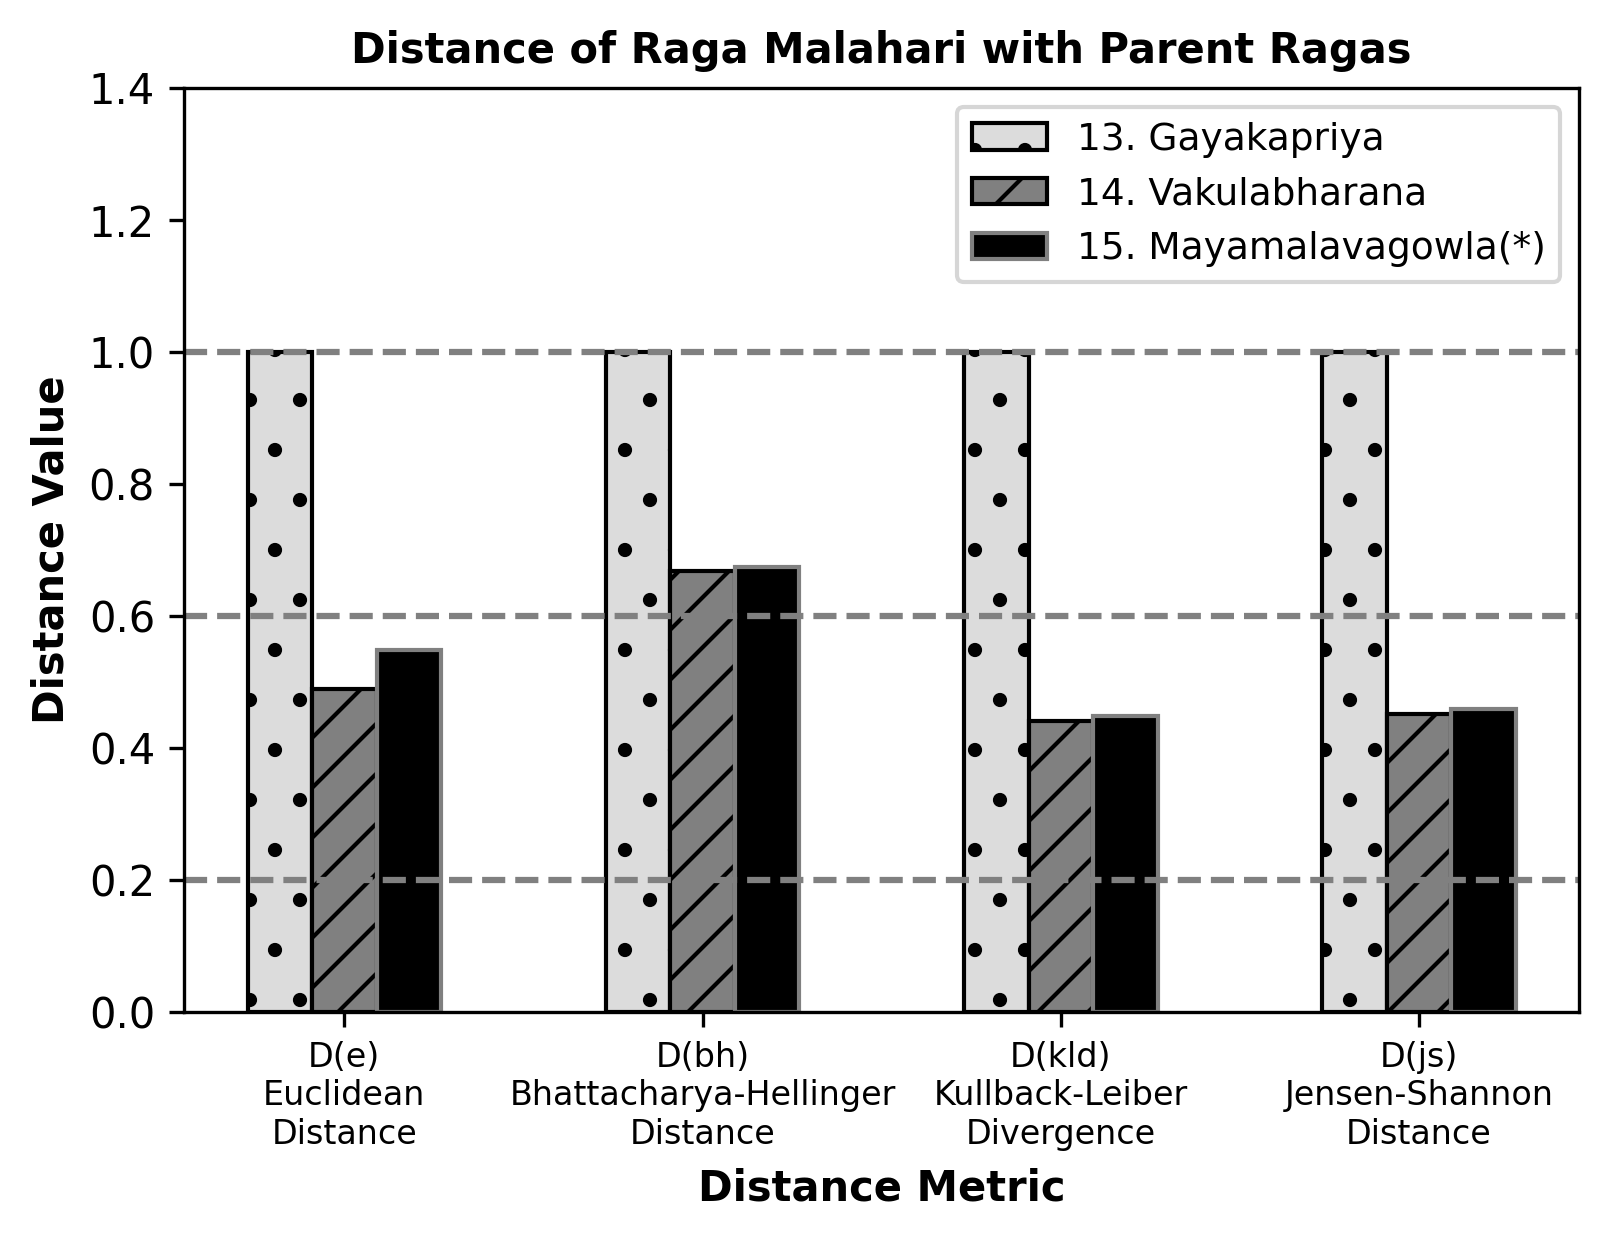 Distance of Raga Malahari with Parent Ragas
1.4
1.2
1.0
0.8
0.6
0.4
0.2
0.0
Distance Value
13. Gayakapriya
14. Vakulabharana
15. Mayamalavagowla(*)
D(e)
Euclidean
Distance
D(bh)
Bhattacharya-Hellinger
Distance
D(kld)
Kullback-Leiber
Divergence
D(js)
Jensen-Shannon
Distance
Distance Metric